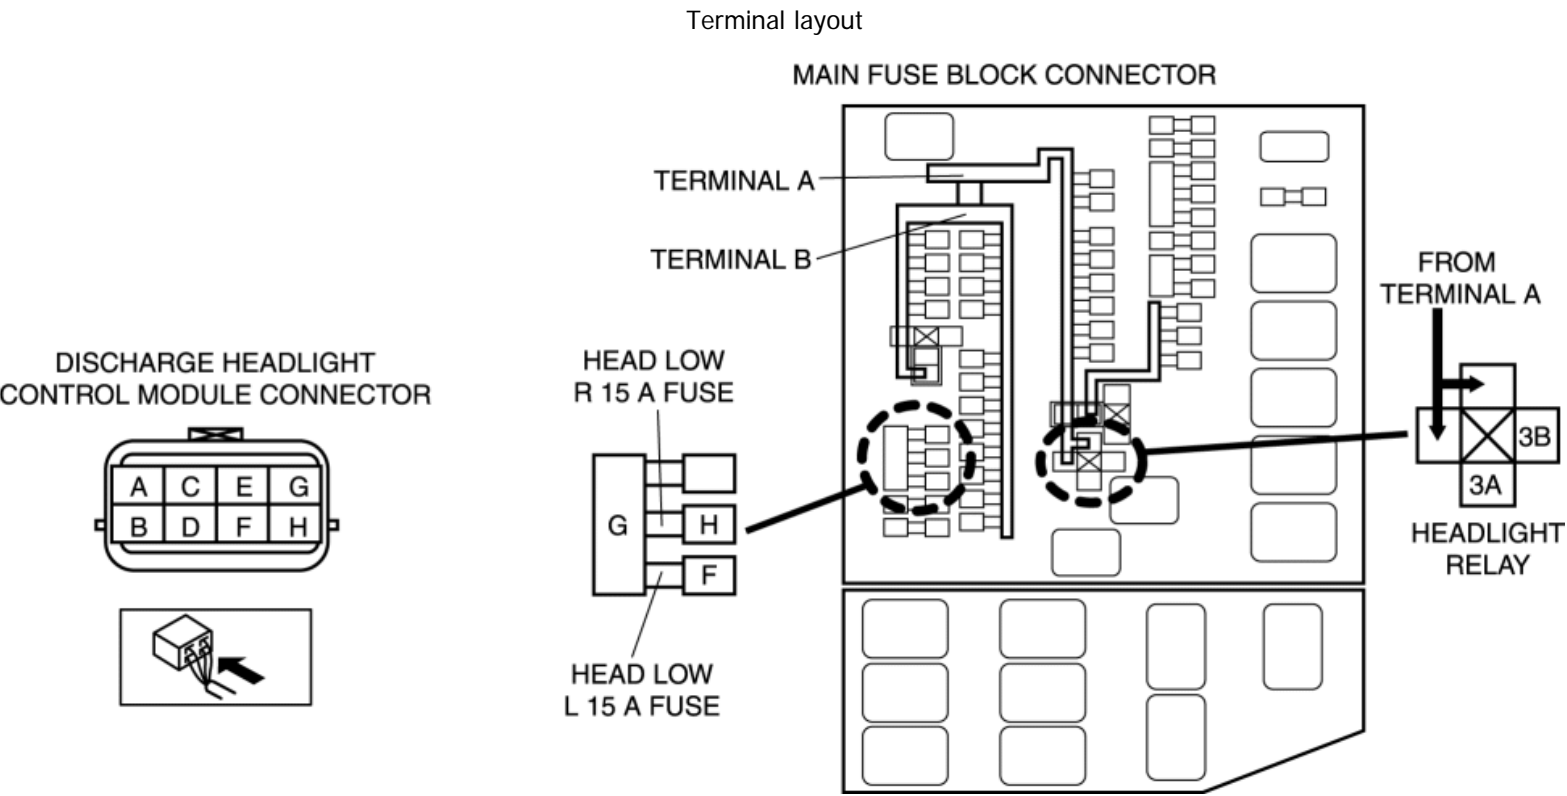 Terminal layout
MAIN FUSE BLOCK CONNECTOR
TERMINAL A
TERMINAL B
FROM
TERMINAL A
3B
3A
HEADLIGHT
RELAY
DISCHARGE HEADLIGHT
CONTROL MODULE CONNECTOR
A C E G
B D F H
HEAD LOW
R 15 A FUSE
G
H
F
HEAD LOW
L 15 A FUSE